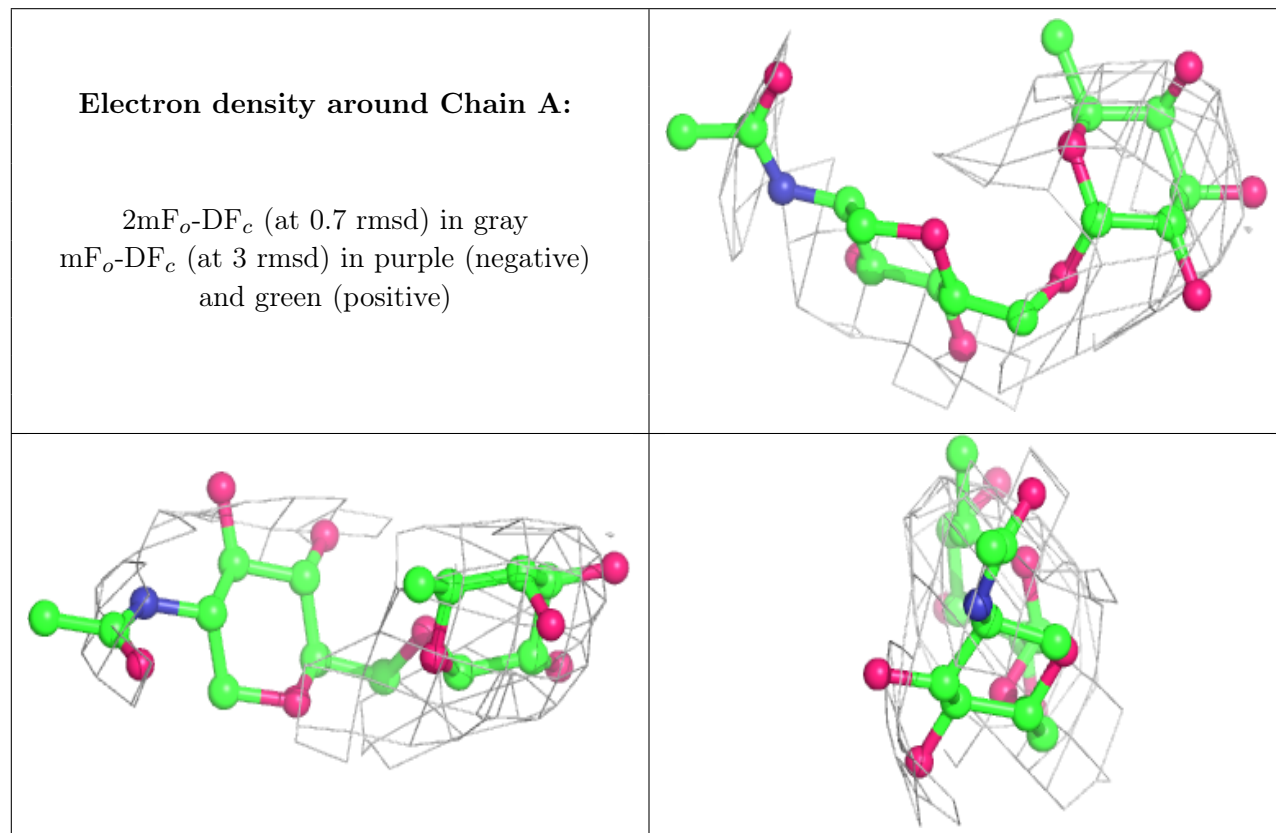 Electron density around Chain A:
2mFₒ-DF𝒸 (at 0.7 rmsd) in gray
mFₒ-DF𝒸 (at 3 rmsd) in purple (negative)
and green (positive)